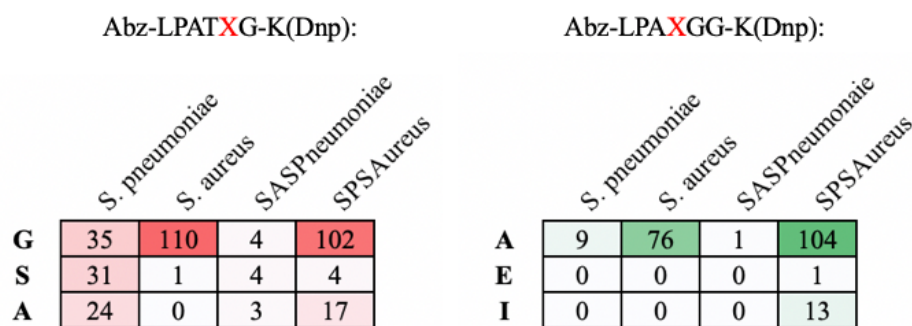 Abz-LPATXG-K(Dnp): Abz-LPAXGG-K(Dnp):
S. pneumoniae S. aureus SASPneumoniae SPSAureus S. pneumoniae S. aureus SASPneumonaie SPSAureus
G 35 110 4 102 A 9 76 1 104
S 31 1 4 4 E 0 0 0 1
A 24 0 3 17 I 0 0 0 13